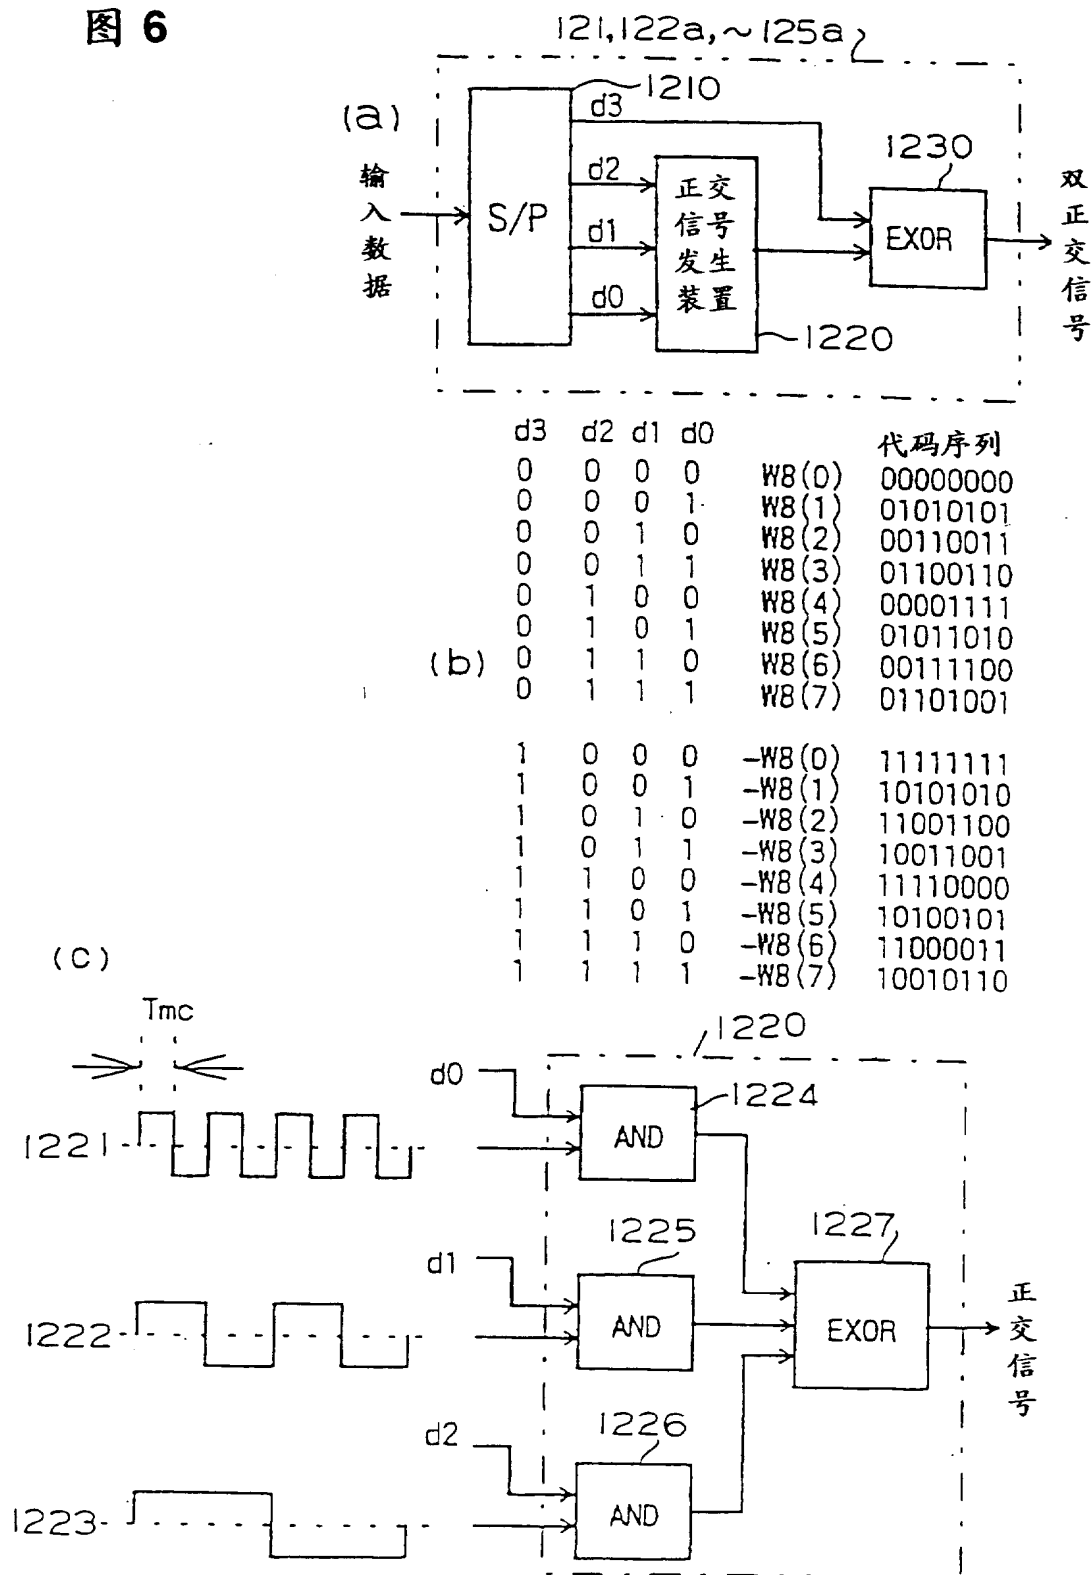 图 6
121,122a,~125a
(a)
1210
d3
d2
d1
d0
输入数据
S/P
正交
信号
发生
装置
1220
1230
EXOR
双正交信号
d3 d2 d1 d0 代码序列
0 0 0 0 W8(0) 00000000
0 0 0 1 W8(1) 01010101
0 0 1 0 W8(2) 00110011
0 0 1 1 W8(3) 01100110
0 1 0 0 W8(4) 00001111
0 1 0 1 W8(5) 01011010
(b)
0 1 1 0 W8(6) 00111100
0 1 1 1 W8(7) 01101001
1 0 0 0 -W8(0) 11111111
1 0 0 1 -W8(1) 10101010
1 0 1 0 -W8(2) 11001100
1 0 1 1 -W8(3) 10011001
1 1 0 0 -W8(4) 11110000
1 1 0 1 -W8(5) 10100101
1 1 1 0 -W8(6) 11000011
1 1 1 1 -W8(7) 10010110
(c)
Tmc
1220
1221
d0
AND
1224
1222
d1
AND
1225
1227
EXOR
正交信号
1223
d2
AND
1226